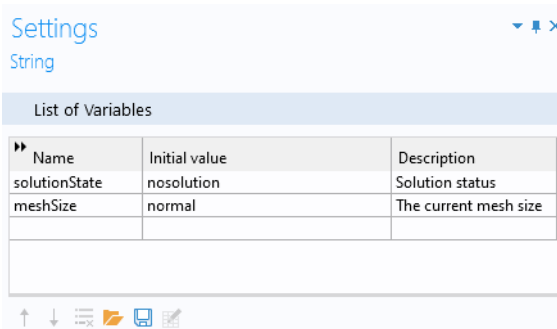 Settings
String
List of Variables
Name Initial value Description
solutionState nosolution Solution status
meshSize normal The current mesh size